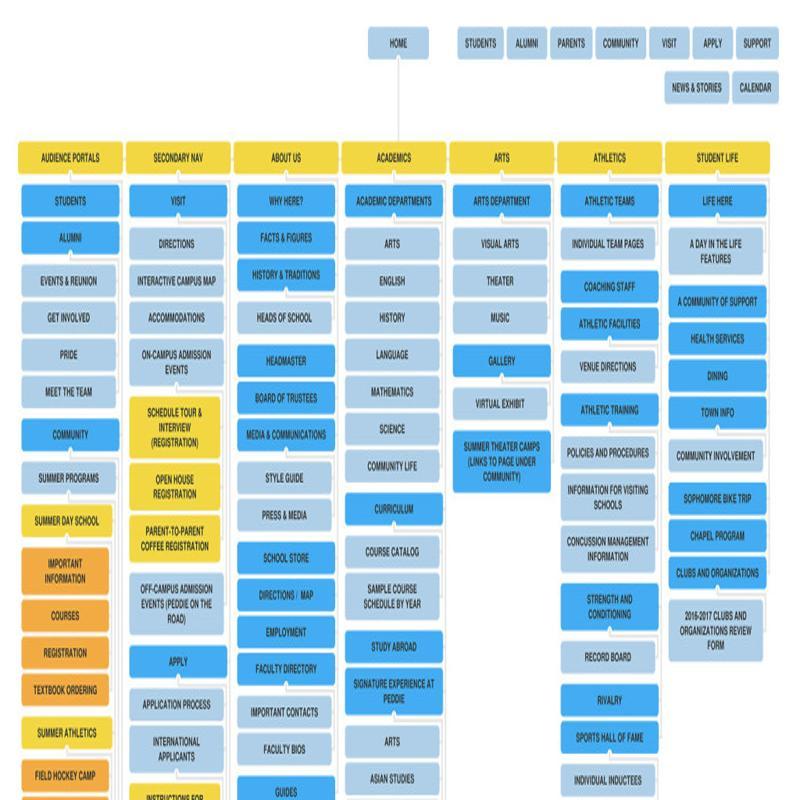 HOME
STUDENTS
ALUMNI
PARENTS
COMMUNITY
VISIT
APPLY
SUPPORT
NEWS & STORIES
CALENDAR
AUDIENCE PORTALS
STUDENTS
ALUMNI
EVENTS & REUNION
GET INVOLVED
PRIDE
MEET THE TEAM
COMMUNITY
SUMMER PROGRAMS
SUMMER DAY SCHOOL
IMPORTANT
INFORMATION
COURSES
REGISTRATION
TEXTBOOK ORDERING
SUMMER ATHLETICS
FIELD HOCKEY CAMP
SECONDARY NAV
VISIT
DIRECTIONS
INTERACTIVE CAMPUS MAP
ACCOMMODATIONS
ON-CAMPUS ADMISSION
EVENTS
SCHEDULE TOUR &
INTERVIEW
(REGISTRATION)
OPEN HOUSE
REGISTRATION
PARENT-TO-PARENT
COFFEE REGISTRATION
OFF-CAMPUS ADMISSION
EVENTS (PEDDIE ON THE
ROAD)
APPLY
APPLICATION PROCESS
INTERNATIONAL
APPLICANTS
INSTRUCTIONS FOR
ABOUT US
WHY HERE?
FACTS & FIGURES
HISTORY & TRADITIONS
HEADS OF SCHOOL
HEADMASTER
BOARD OF TRUSTEES
MEDIA & COMMUNICATIONS
STYLE GUIDE
PRESS & MEDIA
SCHOOL STORE
DIRECTIONS / MAP
EMPLOYMENT
FACULTY DIRECTORY
IMPORTANT CONTACTS
FACULTY BIOS
GUIDES
ACADEMICS
ACADEMIC DEPARTMENTS
ARTS
ENGLISH
HISTORY
LANGUAGE
MATHEMATICS
SCIENCE
COMMUNITY LIFE
CURRICULUM
COURSE CATALOG
SAMPLE COURSE
SCHEDULE BY YEAR
STUDY ABROAD
SIGNATURE EXPERIENCE AT
PEDDIE
ARTS
ASIAN STUDIES
ARTS
ARTS DEPARTMENT
VISUAL ARTS
THEATER
MUSIC
GALLERY
VIRTUAL EXHIBIT
SUMMER THEATER CAMPS
(LINKS TO PAGE UNDER
COMMUNITY)
ATHLETICS
ATHLETIC TEAMS
INDIVIDUAL TEAM PAGES
COACHING STAFF
ATHLETIC FACILITIES
VENUE DIRECTIONS
ATHLETIC TRAINING
POLICIES AND PROCEDURES
INFORMATION FOR VISITING
SCHOOLS
CONCUSSION MANAGEMENT
INFORMATION
STRENGTH AND
CONDITIONING
RECORD BOARD
RIVALRY
SPORTS HALL OF FAME
INDIVIDUAL INDUCTEES
STUDENT LIFE
LIFE HERE
A DAY IN THE LIFE
FEATURES
A COMMUNITY OF SUPPORT
HEALTH SERVICES
DINING
TOWN INFO
COMMUNITY INVOLVEMENT
SOPHOMORE BIKE TRIP
CHAPEL PROGRAM
CLUBS AND ORGANIZATIONS
2016-2017 CLUBS AND
ORGANIZATIONS REVIEW
FORM